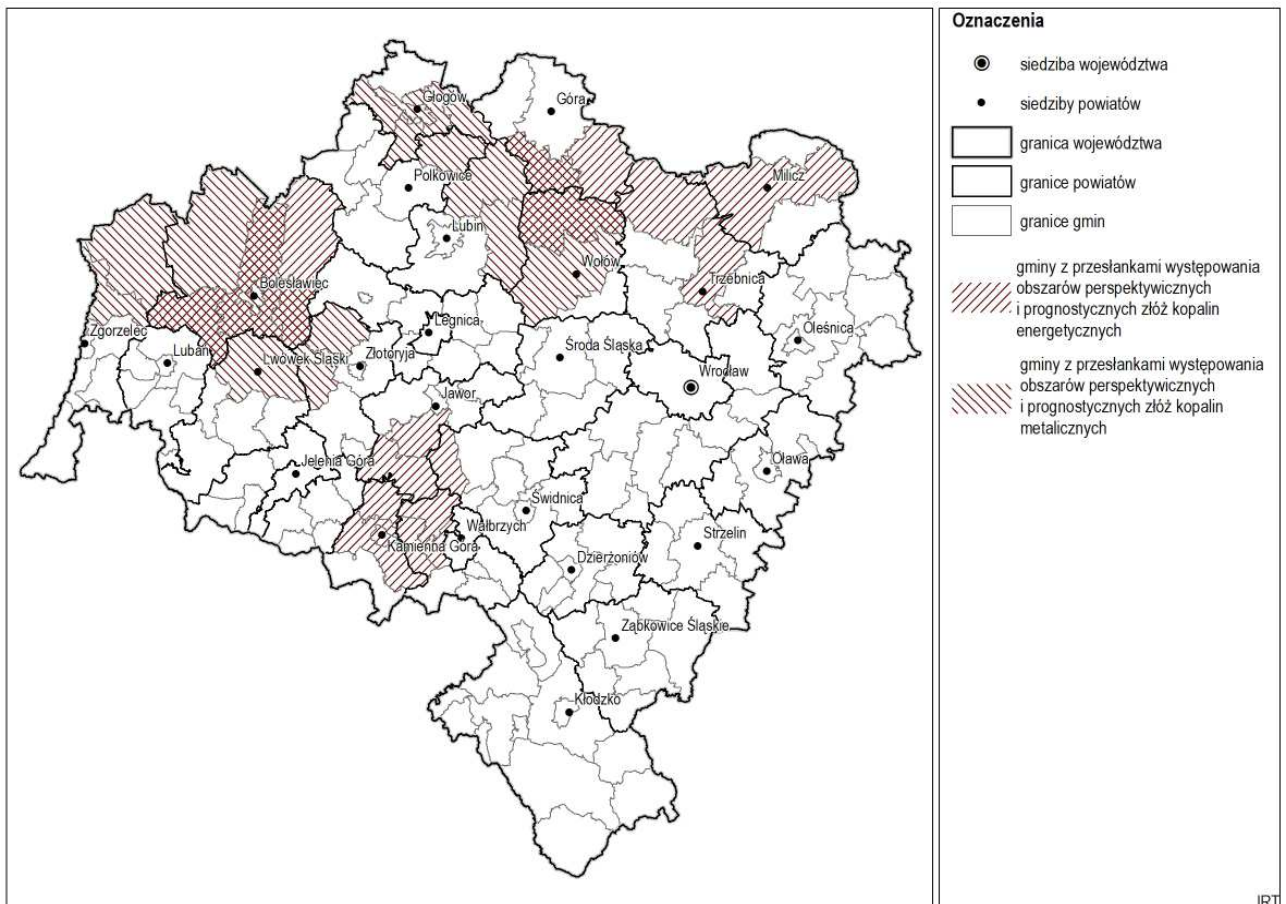 Głogów
Góra
Polkowice
Milicz
Lubin
Wołów
Trzebnica
Bolesławiec
Legnica
Oleśnica
Zgorzelec
Lubań
Lwówek Śląski
Złotoryja
Środa Śląska
Wrocław
Jawor
Jelenia Góra
Oława
Świdnica
Wałbrzych
Kamienna Góra
Strzelin
Dzierżoniów
Ząbkowice Śląskie
Kłodzko
Oznaczenia
siedziba województwa
siedziby powiatów
granica województwa
granice powiatów
granice gmin
gminy z przesłankami występowania
obszarów perspektywicznych
i prognostycznych złóż kopalin
energetycznych
gminy z przesłankami występowania
obszarów perspektywicznych
i prognostycznych złóż kopalin
metalicznych
IRT